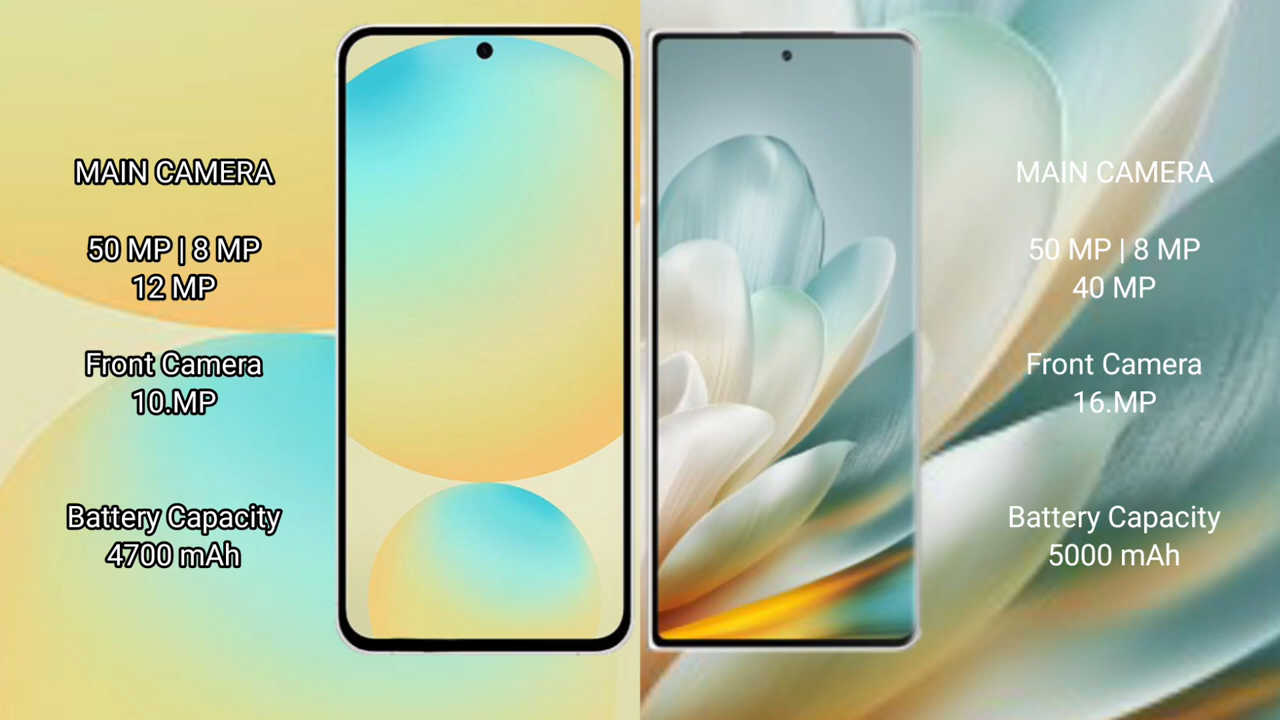 MAIN CAMERA
50 MP | 8 MP
12 MP
Front Camera
10.MP
Battery Capacity
4700 mAh
MAIN CAMERA
50 MP | 8 MP
40 MP
Front Camera
16.MP
Battery Capacity
5000 mAh